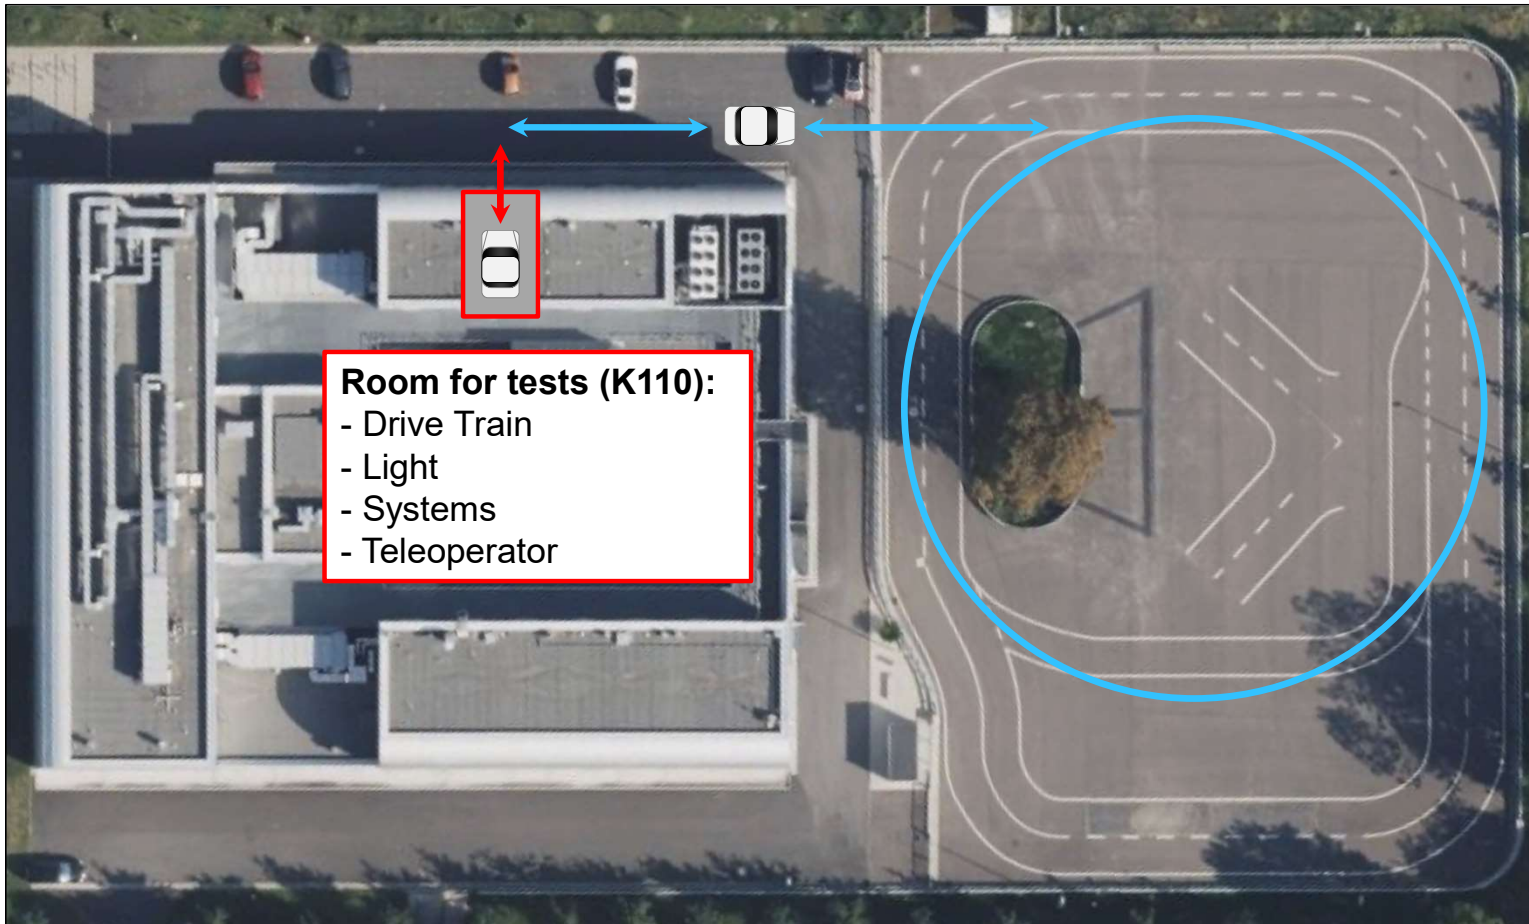 Room for tests (K110):
- Drive Train
- Light
- Systems
- Teleoperator